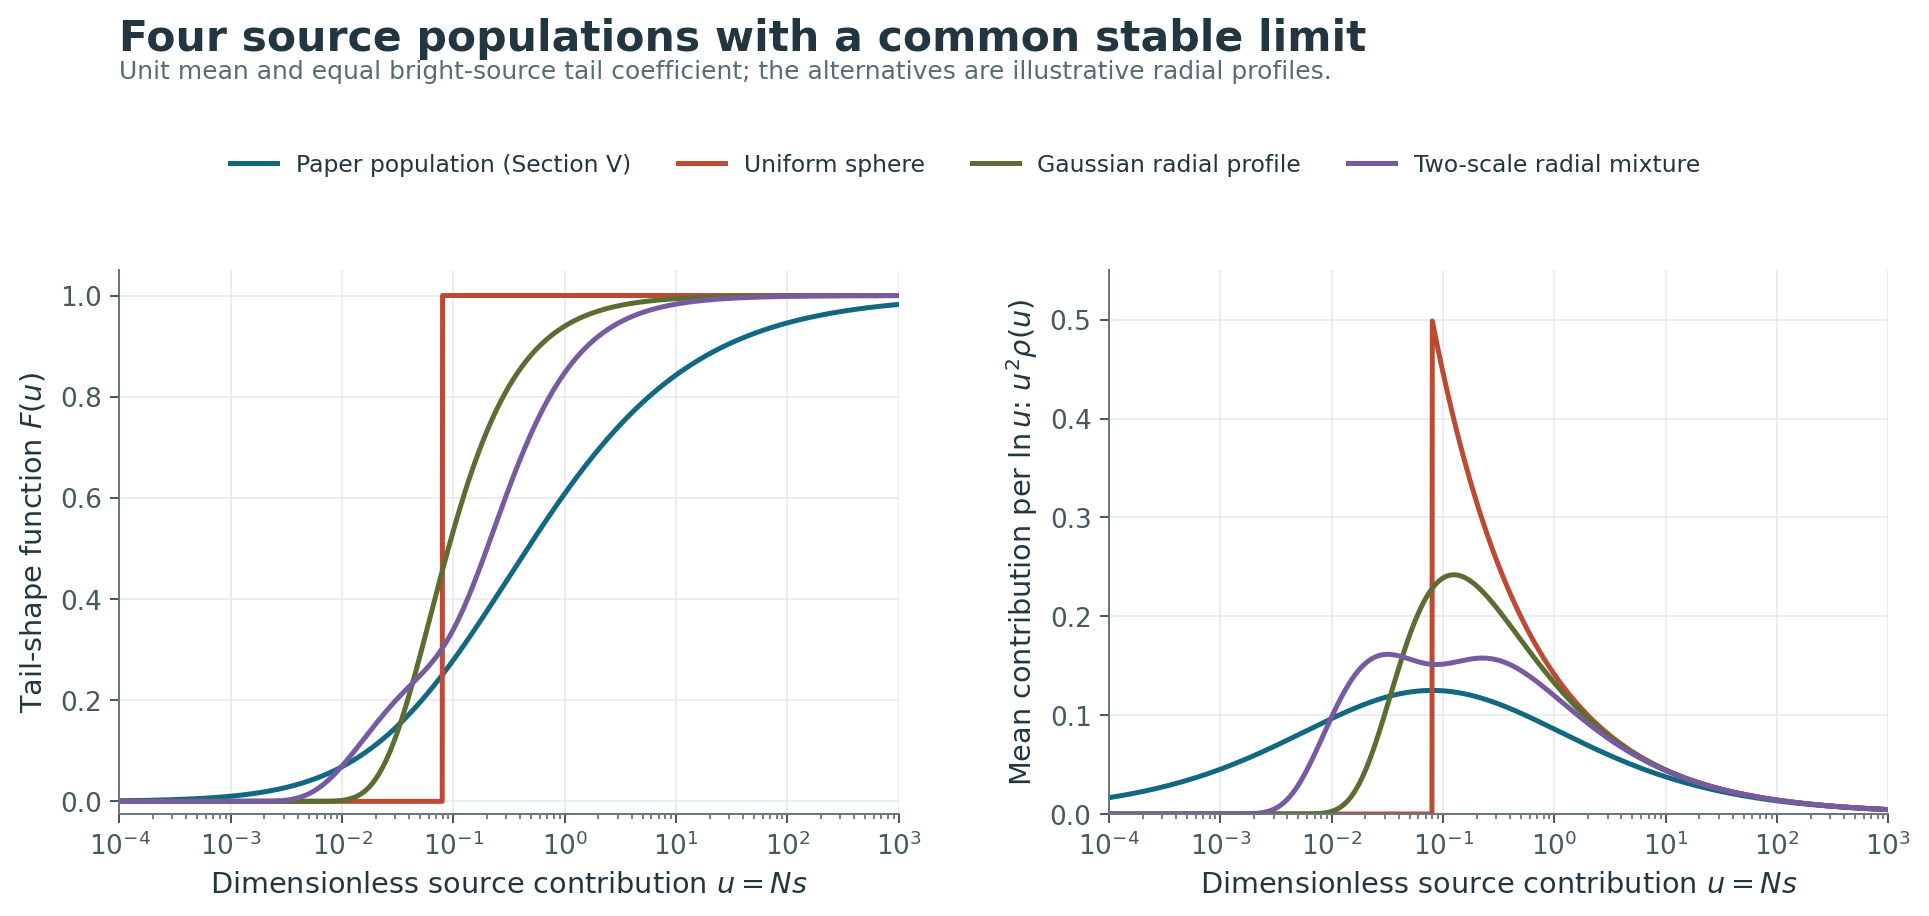 Four source populations with a common stable limit
Unit mean and equal bright-source tail coefficient; the alternatives are illustrative radial profiles.
Paper population (Section V)
Uniform sphere
Gaussian radial profile
Two-scale radial mixture
Tail-shape function F(u)
1.0
0.8
0.6
0.4
0.2
0.0
10⁻⁴ 10⁻³ 10⁻² 10⁻¹ 10⁰ 10¹ 10² 10³
Dimensionless source contribution u = Ns
Mean contribution per ln u: u²ρ(u)
0.5
0.4
0.3
0.2
0.1
0.0
10⁻⁴ 10⁻³ 10⁻² 10⁻¹ 10⁰ 10¹ 10² 10³
Dimensionless source contribution u = Ns